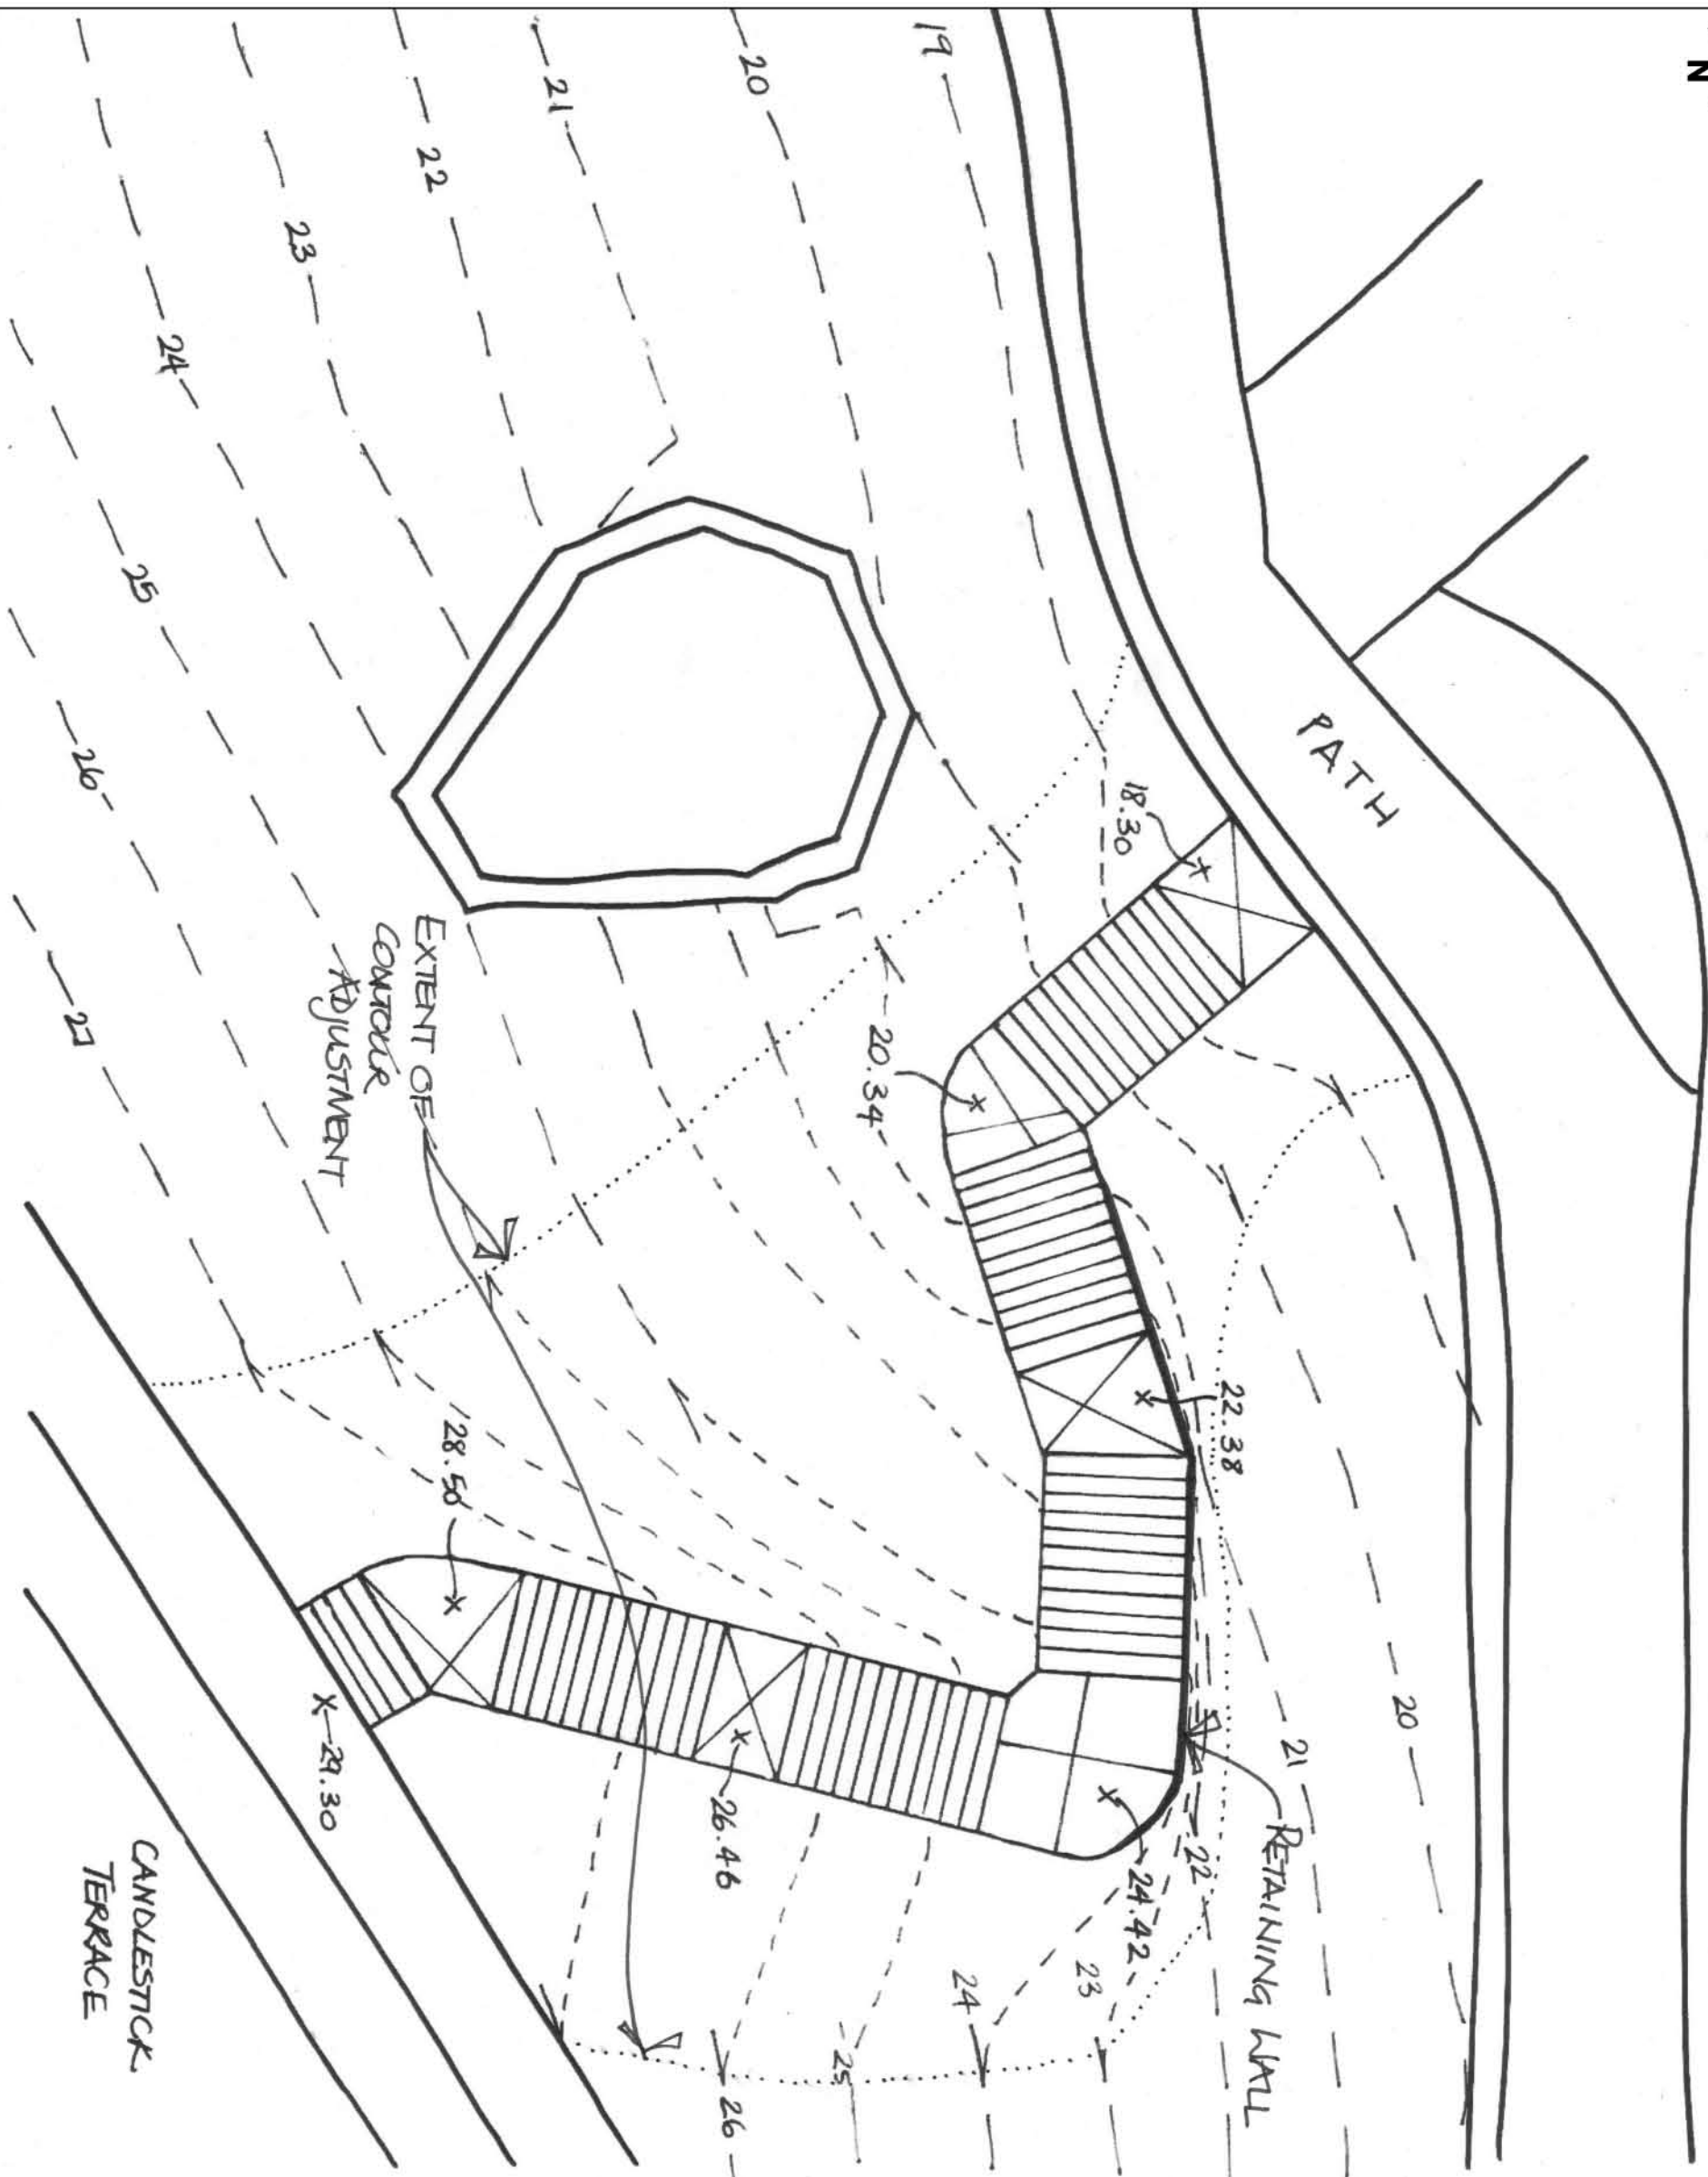 N
19
20
21
22
23
24
25
26
27
PATH
18.30
20.34
22.38
EXTENT OF
CONTOUR
ADJUSTMENT
28.50
29.30
26.46
24.42
RETAINING WALL
20
21
22
23
24
25
26
CANDLESTICK
TERRACE